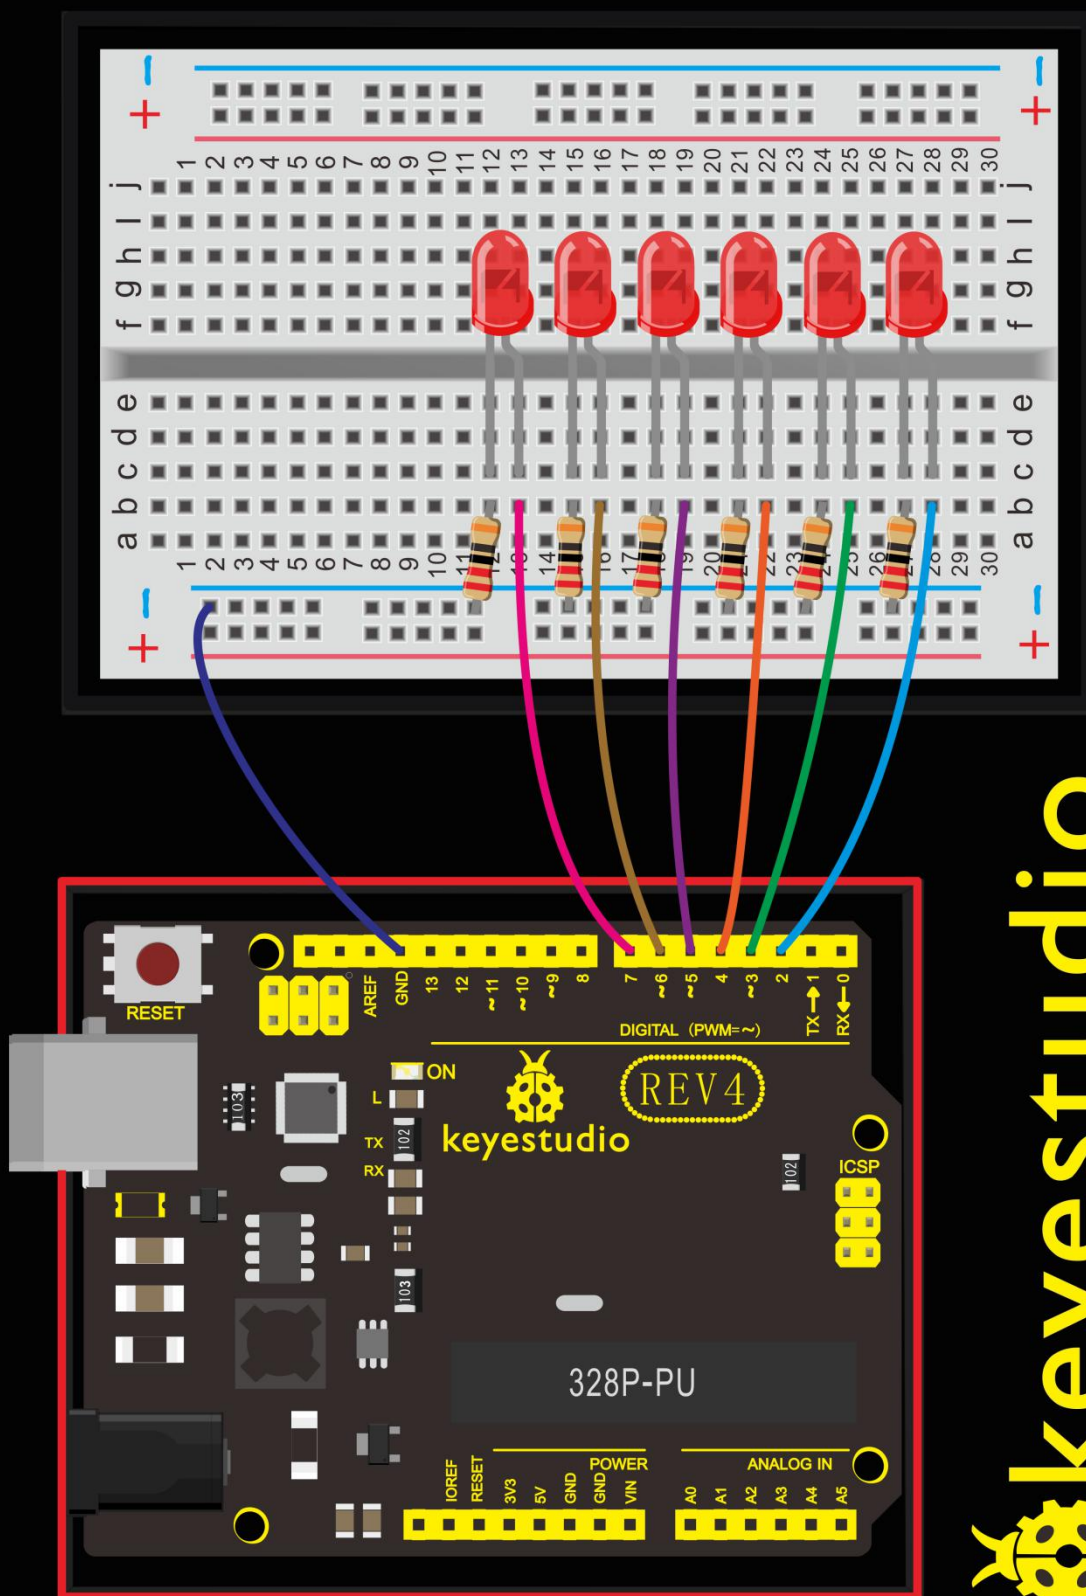 − −
+ +
1 2 3 4 5 6 7 8 9 10 11 12 13 14 15 16 17 18 19 20 21 22 23 24 25 26 27 28 29 30
j j
I I
h h
g g
f f
e e
d d
c c
b b
a a
1 2 3 4 5 6 7 8 9 10 11 12 13 14 15 16 17 18 19 20 21 22 23 24 25 26 27 28 29 30
− −
+ +
RESET
AREF GND 13 12 ~11 ~10 ~9 8 7 ~6 ~5 4 ~3 2 TX→1 RX←0
DIGITAL (PWM=~)
ON
L
TX
RX
103
102
keyestudio
REV4
102
ICSP
103
328P-PU
POWER
ANALOG IN
IOREF RESET 3V3 5V GND GND VIN A0 A1 A2 A3 A4 A5
keyestudio